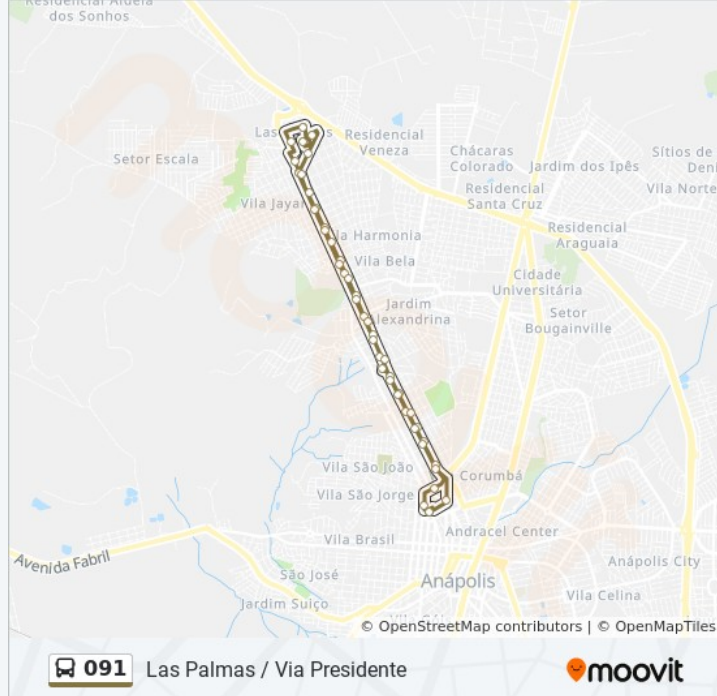 Residencial Aldeia
dos Sonhos
Las
Setor Escala
Residencial
Veneza
Chácaras
Colorado
Jardim dos Ipês
Sítios de
Residencial
Santa Cruz
Vila Norte
Vila Jayar
Harmonia
Residencial
Araguaia
Vila Bela
Cidade
Universitária
Jardim
Alexandrina
Setor
Bougainville
Vila São João
Corumbá
Vila São Jorge
Andracel Center
Vila Brasil
Avenida Fabril
Anápolis City
São José
Anápolis
Vila Celina
Jardim Suíço
© OpenStreetMap contributors | © OpenMapTiles
091 Las Palmas / Via Presidente
moovit